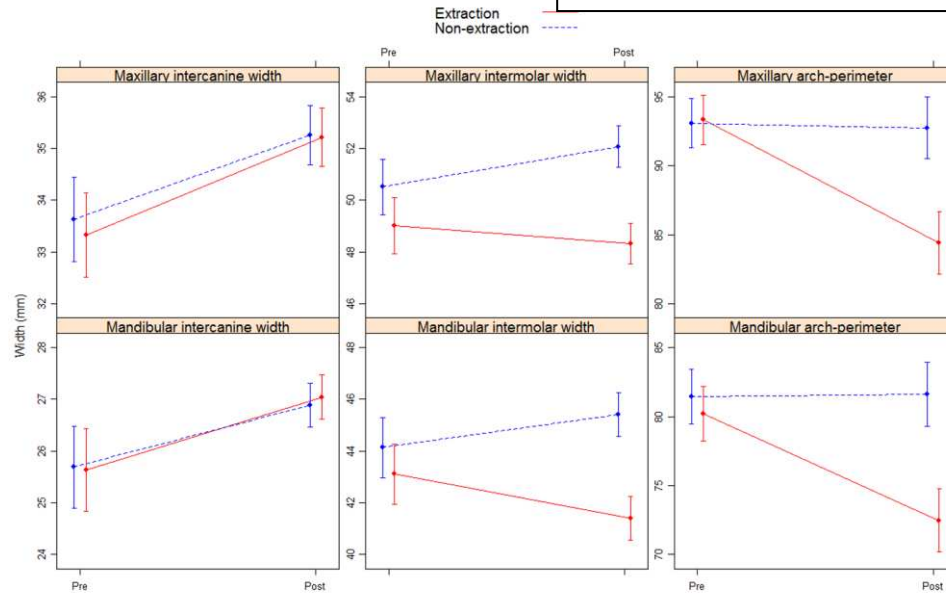 Extraction
Non-extraction
Pre
Post
Maxillary intercanine width
Maxillary intermolar width
Maxillary arch-perimeter
36
35
34
33
32
54
52
50
48
46
95
90
85
80
Width (mm)
Mandibular intercanine width
Mandibular intermolar width
Mandibular arch-perimeter
28
27
26
25
24
48
46
44
42
40
85
80
75
70
Pre
Post
Pre
Post